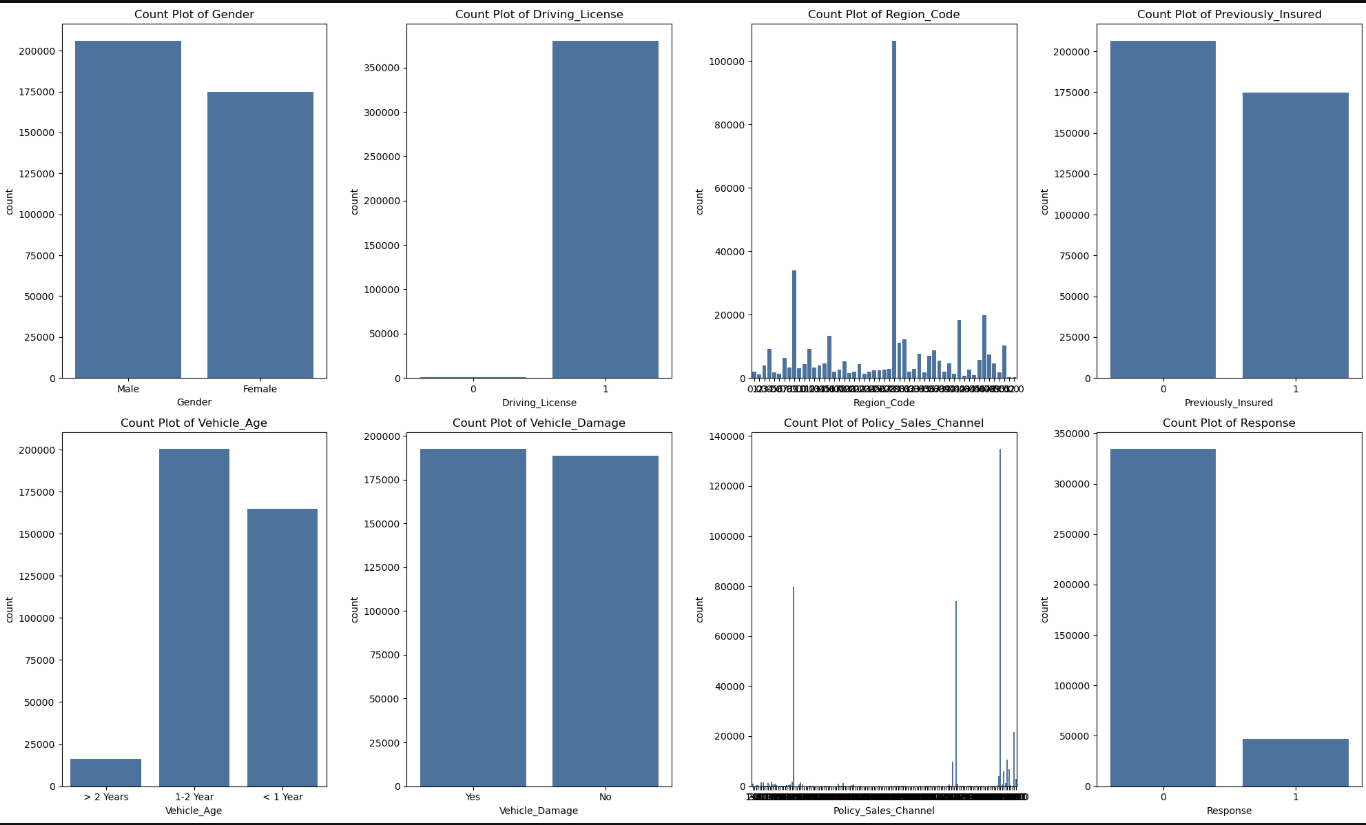 Count Plot of Gender
200000
175000
150000
125000
100000
75000
50000
25000
0
count
Male Female
Gender
Count Plot of Driving_License
350000
300000
250000
200000
150000
100000
50000
0
count
0 1
Driving_License
Count Plot of Region_Code
100000
80000
60000
40000
20000
0
count
Region_Code
Count Plot of Previously_Insured
200000
175000
150000
125000
100000
75000
50000
25000
0
count
0 1
Previously_Insured
Count Plot of Vehicle_Age
200000
175000
150000
125000
100000
75000
50000
25000
0
count
> 2 Years 1-2 Year < 1 Year
Vehicle_Age
Count Plot of Vehicle_Damage
200000
175000
150000
125000
100000
75000
50000
25000
0
count
Yes No
Vehicle_Damage
Count Plot of Policy_Sales_Channel
140000
120000
100000
80000
60000
40000
20000
0
count
Policy_Sales_Channel
Count Plot of Response
350000
300000
250000
200000
150000
100000
50000
0
count
0 1
Response